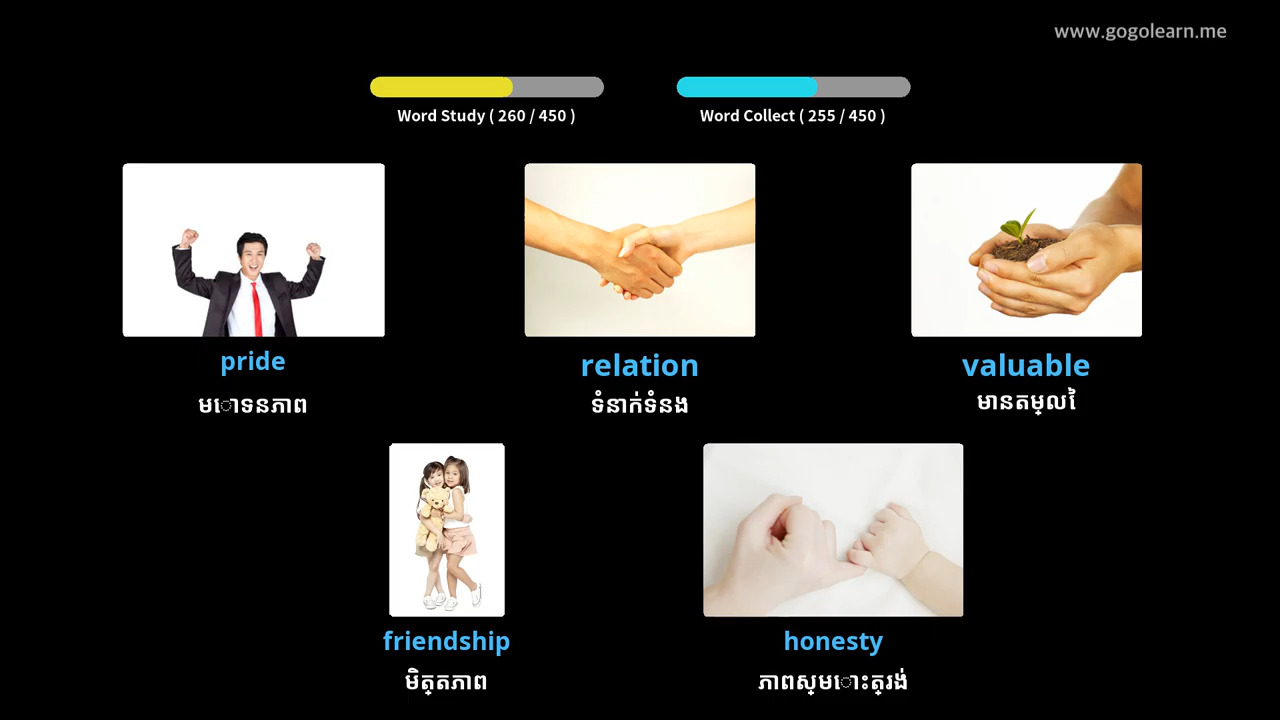 www.gogolearn.me
Word Study ( 260 / 450 )
Word Collect ( 255 / 450 )
pride
relation
valuable
មោទនភាព
ទំនាក់ទំនង
មានតម្លៃ
friendship
honesty
មិត្តភាព
ភាពស្មោះត្រង់